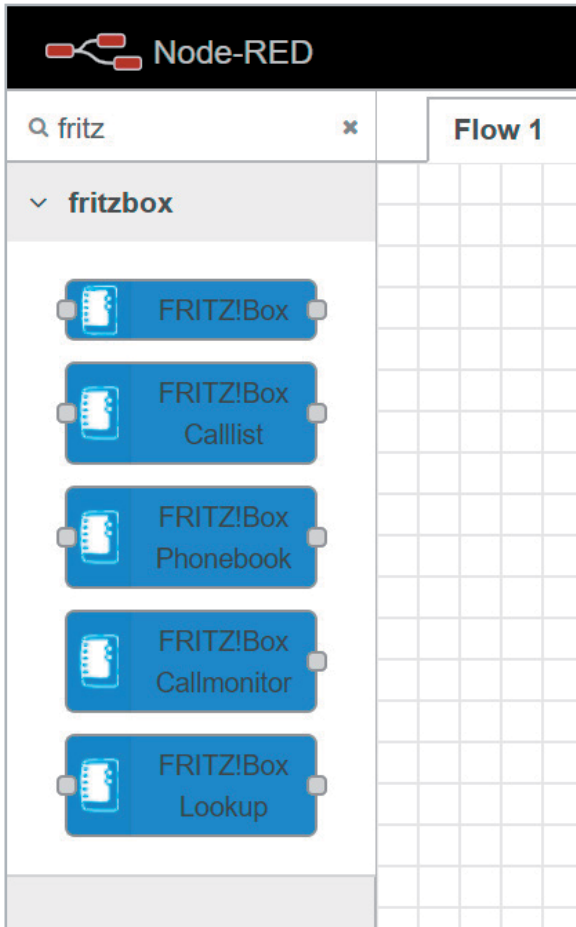 Node-RED
fritz
Flow 1
fritzbox
FRITZ!Box
FRITZ!Box
Calllist
FRITZ!Box
Phonebook
FRITZ!Box
Callmonitor
FRITZ!Box
Lookup